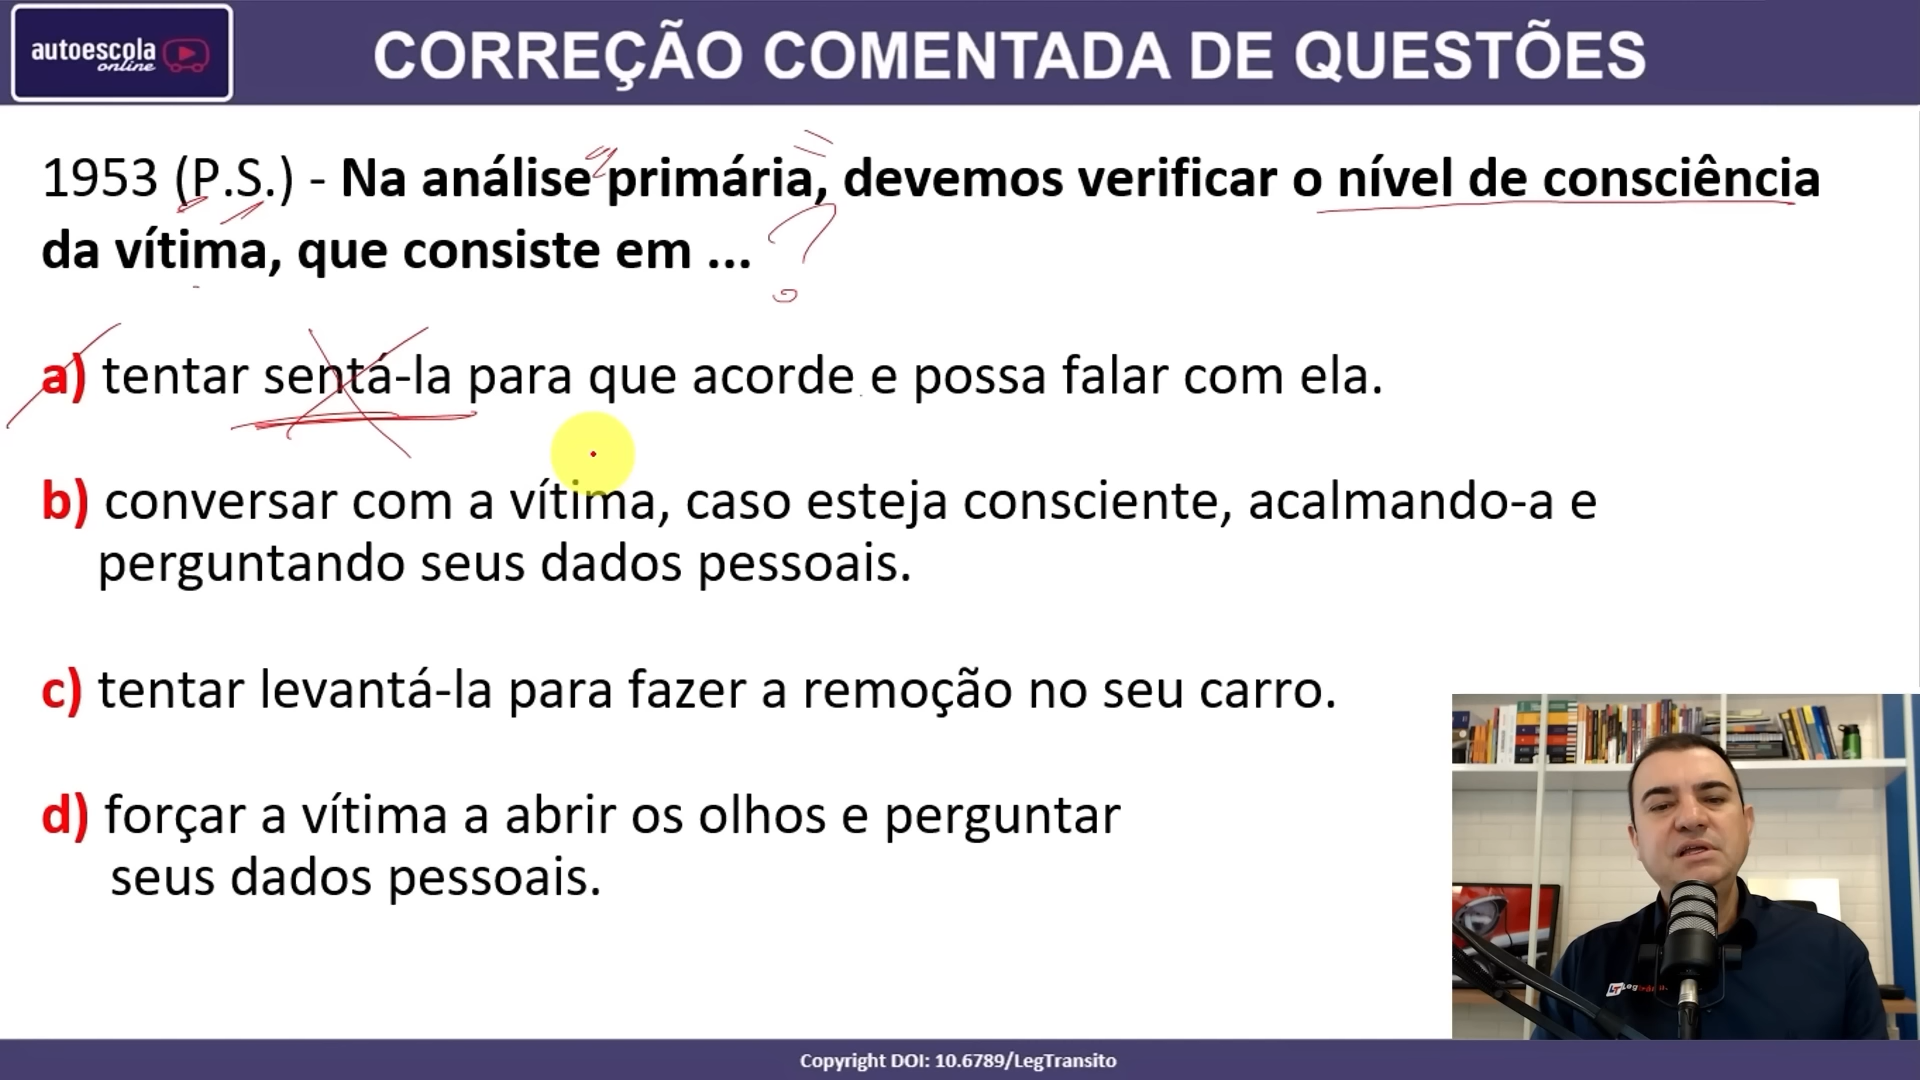 autoescola
online
CORREÇÃO COMENTADA DE QUESTÕES
1953 (P.S.) - Na análise primária, devemos verificar o nível de consciência
da vítima, que consiste em ...
a) tentar sentá-la para que acorde e possa falar com ela.
b) conversar com a vítima, caso esteja consciente, acalmando-a e
perguntando seus dados pessoais.
c) tentar levantá-la para fazer a remoção no seu carro.
d) forçar a vítima a abrir os olhos e perguntar
seus dados pessoais.
Copyright DOI: 10.6789/LegTransito